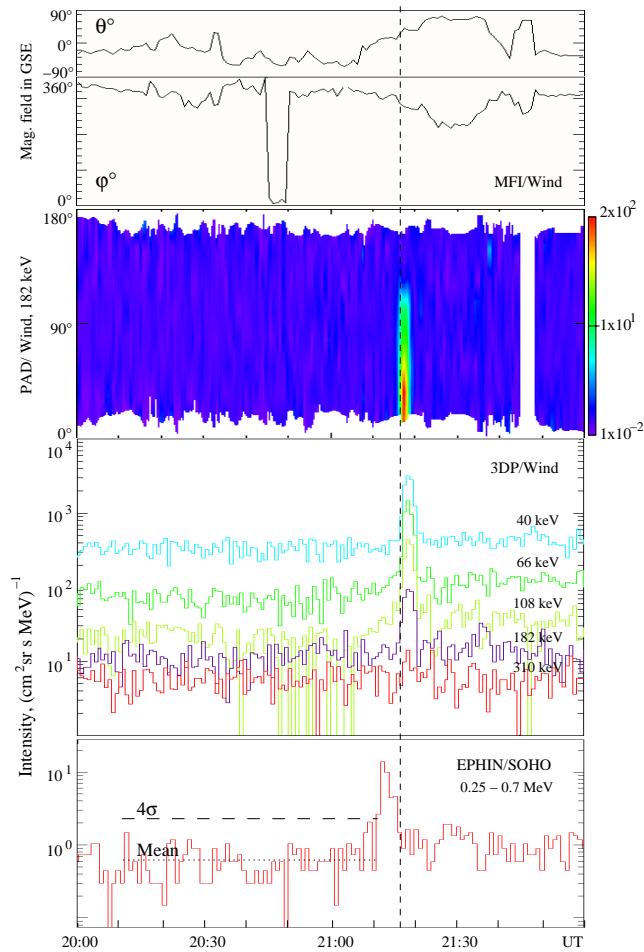 90°
θ°
0°
−90°
360°
Mag. field in GSE
φ°
0°
MFI/Wind
180°
90°
0°
PAD/ Wind, 182 keV
2x10²
1x10¹
1x10⁻²
10⁴
10³
10²
10¹
3DP/Wind
40 keV
66 keV
108 keV
182 keV
310 keV
Intensity, (cm² sr s MeV)⁻¹
EPHIN/SOHO
0.25 − 0.7 MeV
10¹
10⁰
4σ
Mean
20:00 20:30 21:00 21:30 UT